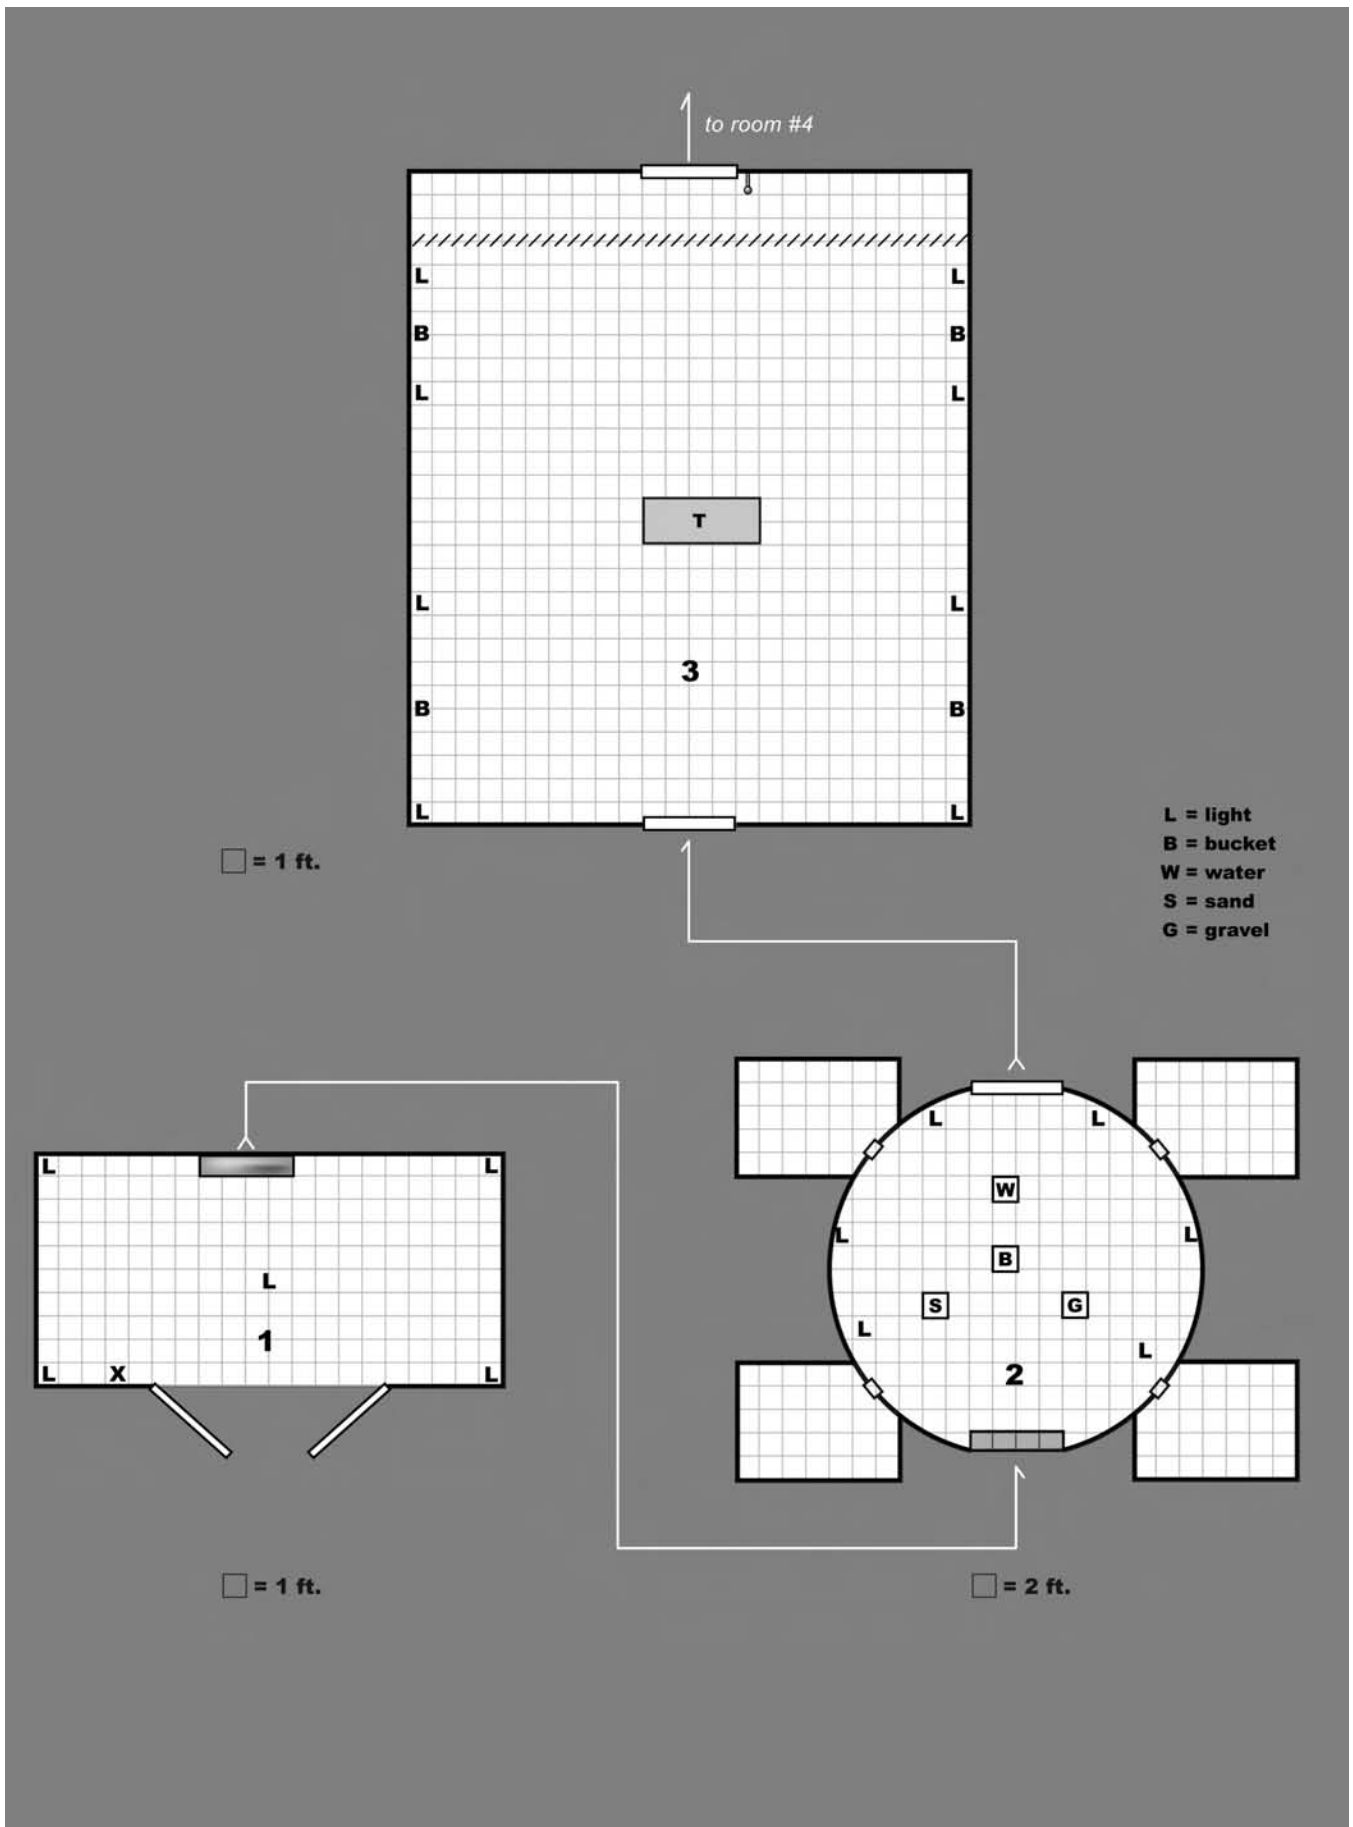 to room #4
L L
B B
L L
T
L L
3
B B
L = light
L L
B = bucket
□ = 1 ft.
W = water
S = sand
G = gravel
L L
L L
W
L L
B
L
S G
1
L
L
L X L
2
□ = 1 ft.
□ = 2 ft.